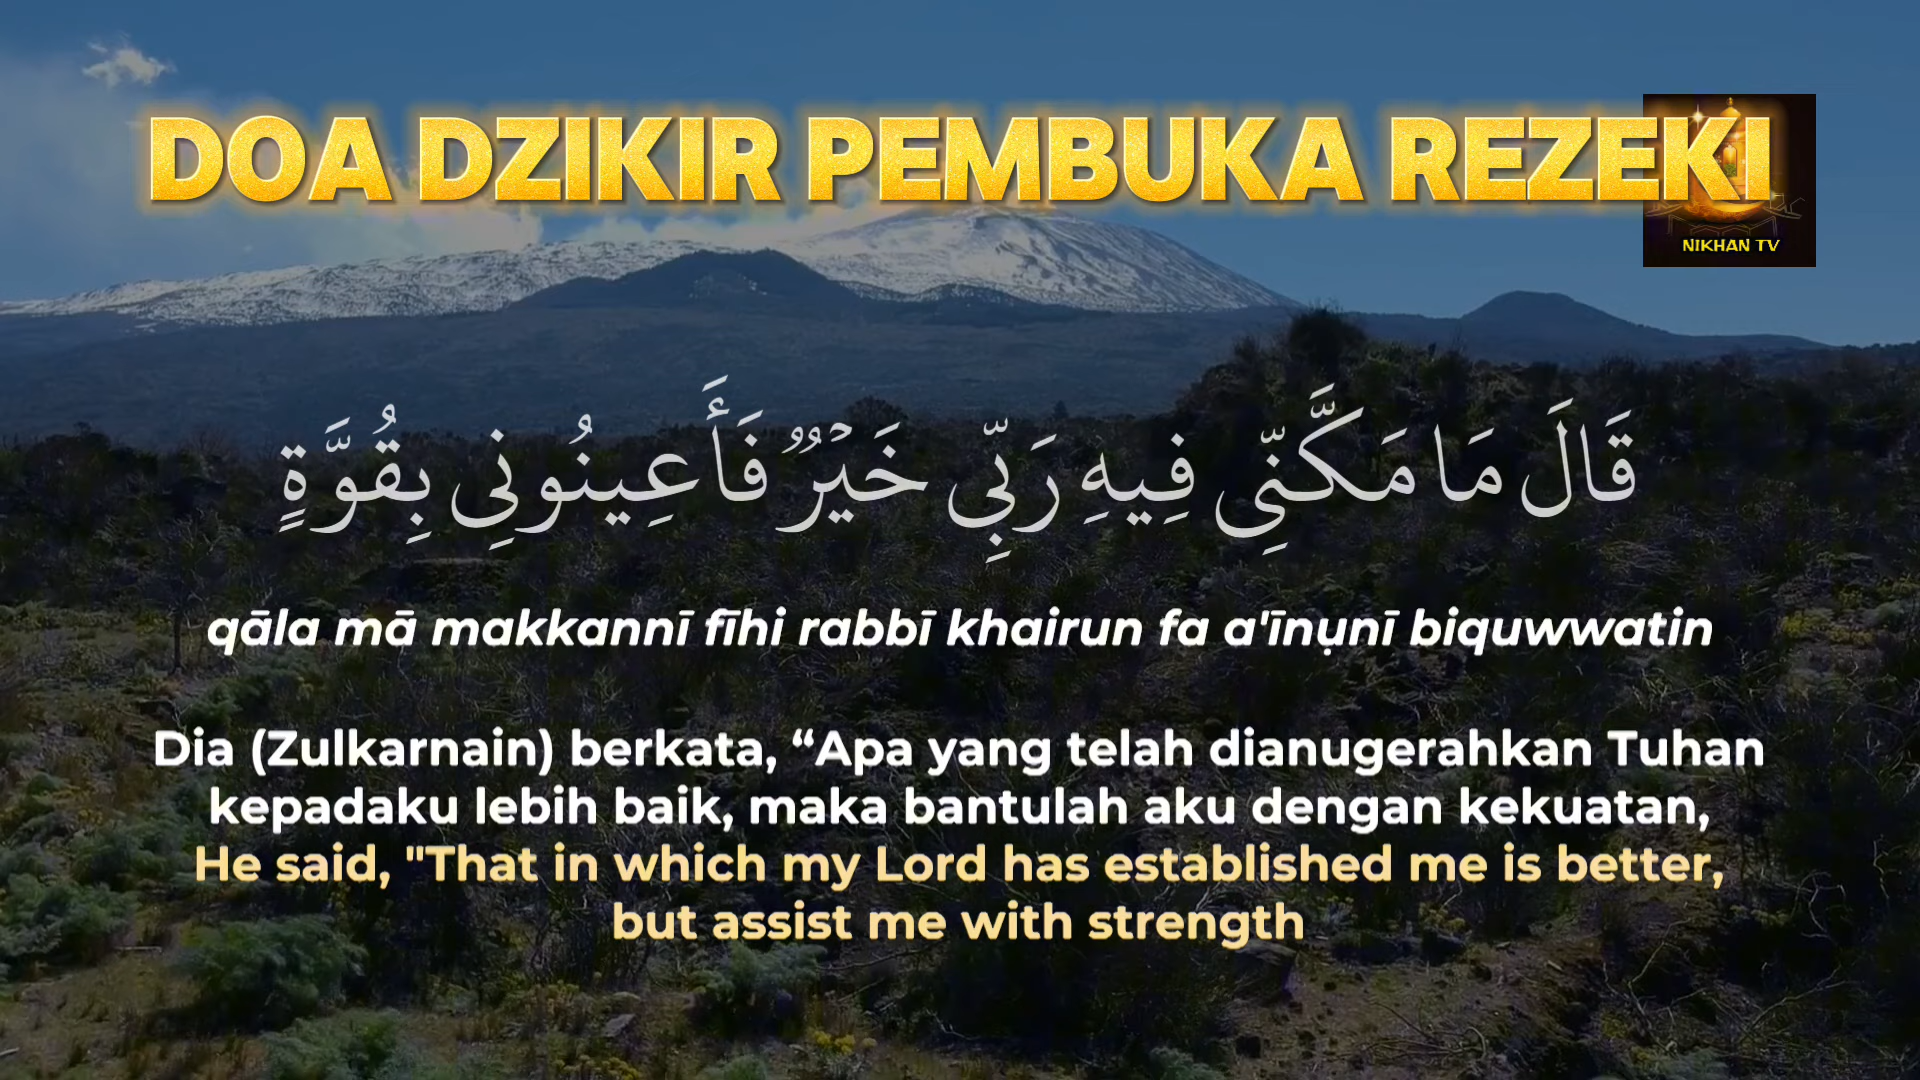 DOA DZIKIR PEMBUKA REZEKI
NIKHAN TV
قَالَ مَا مَكَّنِّى فِيهِ رَبِّى خَيْرٌ فَأَعِينُونِى بِقُوَّةٍ
qāla mā makkannī fīhi rabbī khairun fa a'īnụnī biquwwatin
Dia (Zulkarnain) berkata, “Apa yang telah dianugerahkan Tuhan
kepadaku lebih baik, maka bantulah aku dengan kekuatan,
He said, "That in which my Lord has established me is better,
but assist me with strength